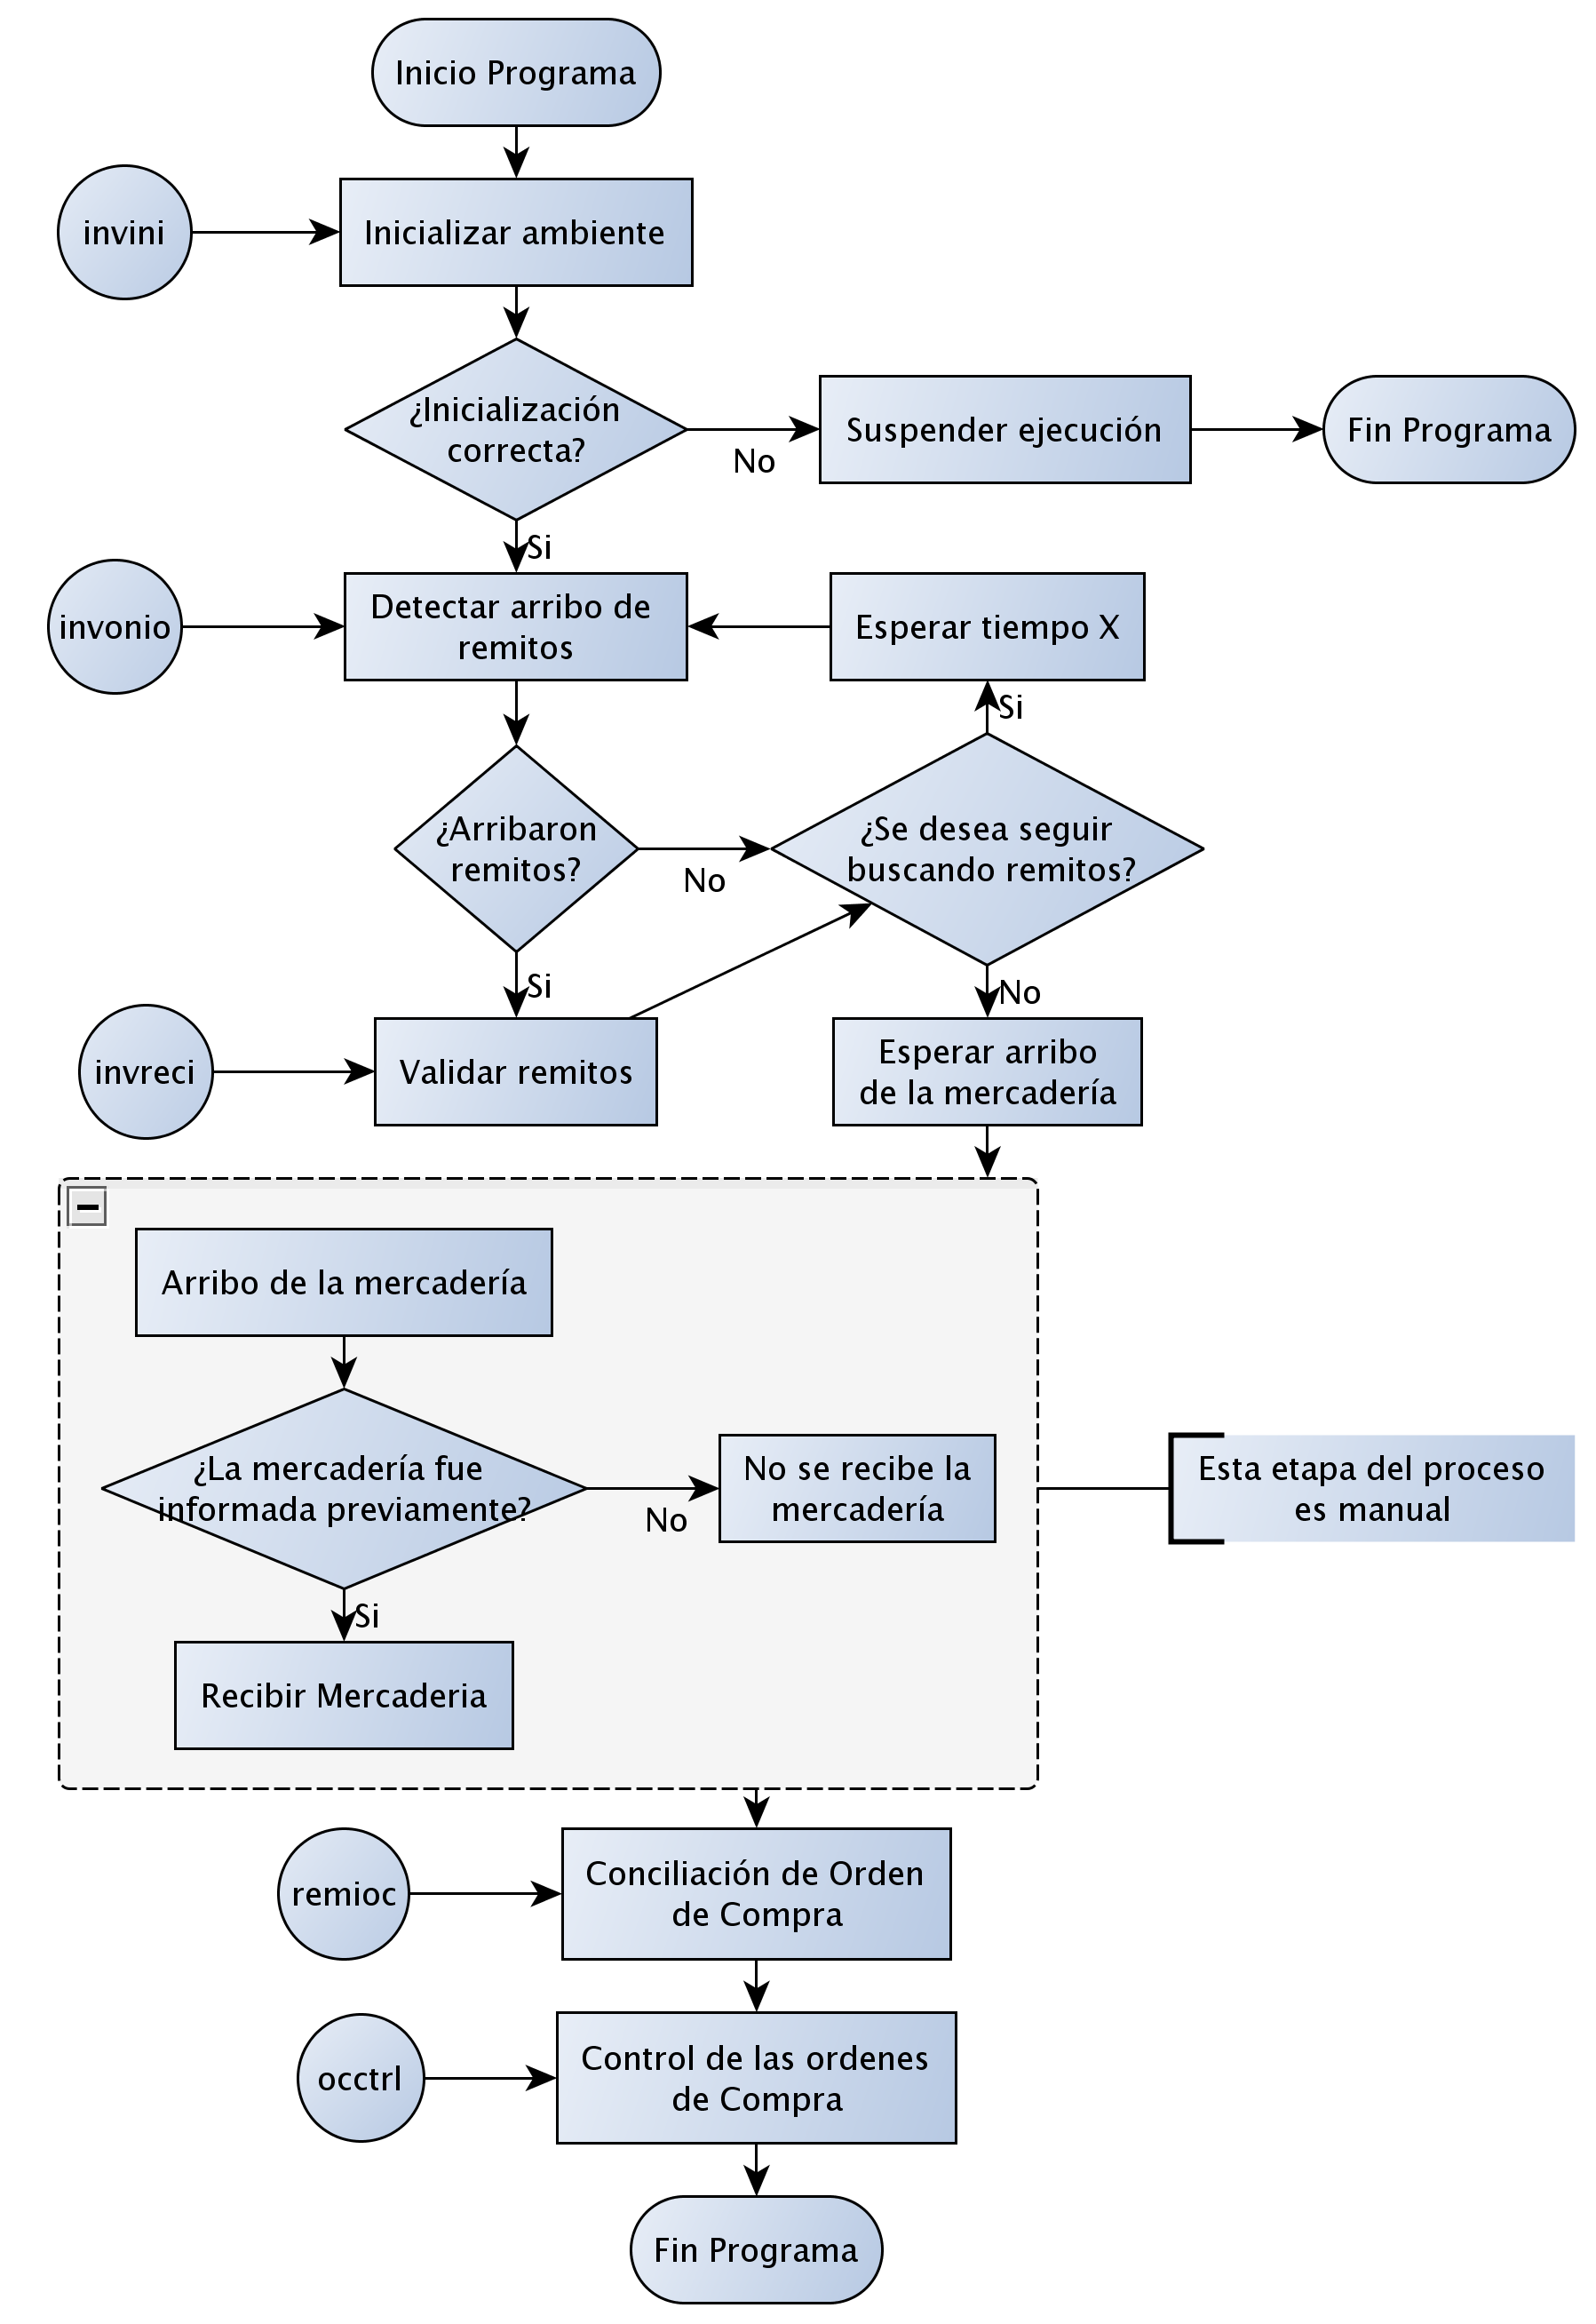 Inicio Programa
invini
Inicializar ambiente
¿Inicialización
correcta?
No
Suspender ejecución
Fin Programa
Si
invonio
Detectar arribo de
remitos
Esperar tiempo X
Si
¿Arribaron
remitos?
No
¿Se desea seguir
buscando remitos?
Si
No
invreci
Validar remitos
Esperar arribo
de la mercadería
Arribo de la mercadería
¿La mercadería fue
informada previamente?
No
No se recibe la
mercadería
Esta etapa del proceso
es manual
Si
Recibir Mercaderia
remioc
Conciliación de Orden
de Compra
occtrl
Control de las ordenes
de Compra
Fin Programa